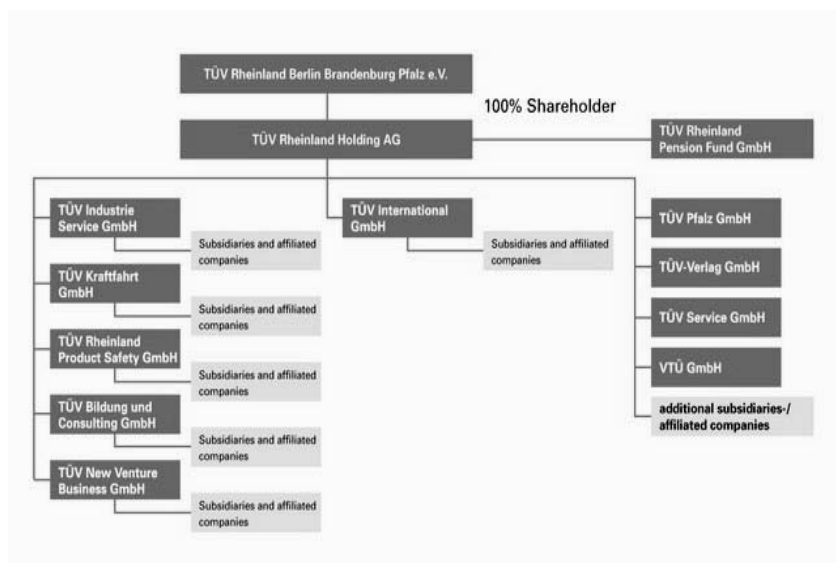 TÜV Rheinland Berlin Brandenburg Pfalz e.V.
100% Shareholder
TÜV Rheinland Holding AG
TÜV Rheinland
Pension Fund GmbH
TÜV Industrie
Service GmbH
Subsidiaries and affiliated
companies
TÜV Kraftfahrt
GmbH
Subsidiaries and affiliated
companies
TÜV Rheinland
Product Safety GmbH
Subsidiaries and affiliated
companies
TÜV Bildung und
Consulting GmbH
Subsidiaries and affiliated
companies
TÜV New Venture
Business GmbH
Subsidiaries and affiliated
companies
TÜV International
GmbH
Subsidiaries and affiliated
companies
TÜV Pfalz GmbH
TÜV-Verlag GmbH
TÜV Service GmbH
VTÜ GmbH
additional subsidiaries-/
affiliated companies